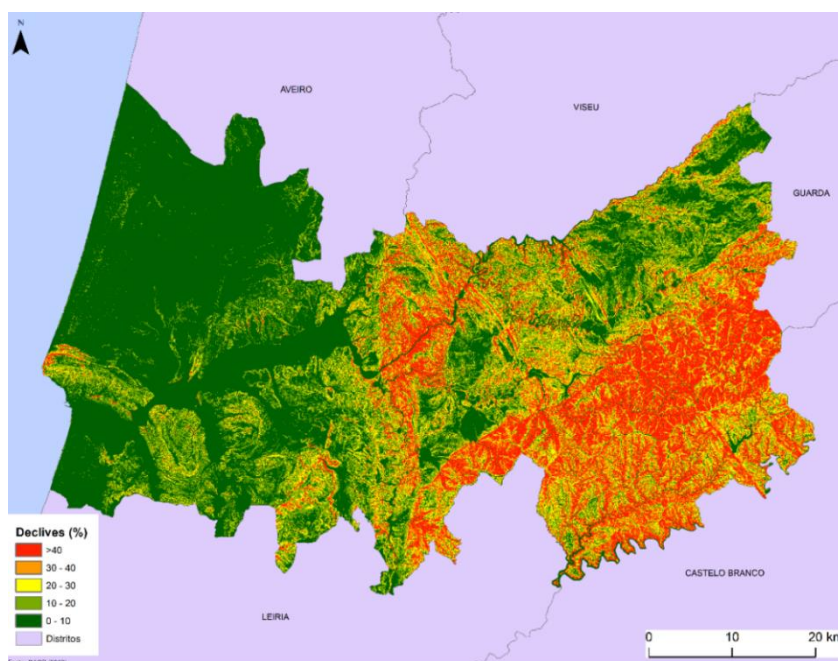 N
AVEIRO
VISEU
GUARDA
Declives (%)
>40
30 - 40
20 - 30
10 - 20
0 - 10
Distritos
LEIRIA
CASTELO BRANCO
0 10 20 km